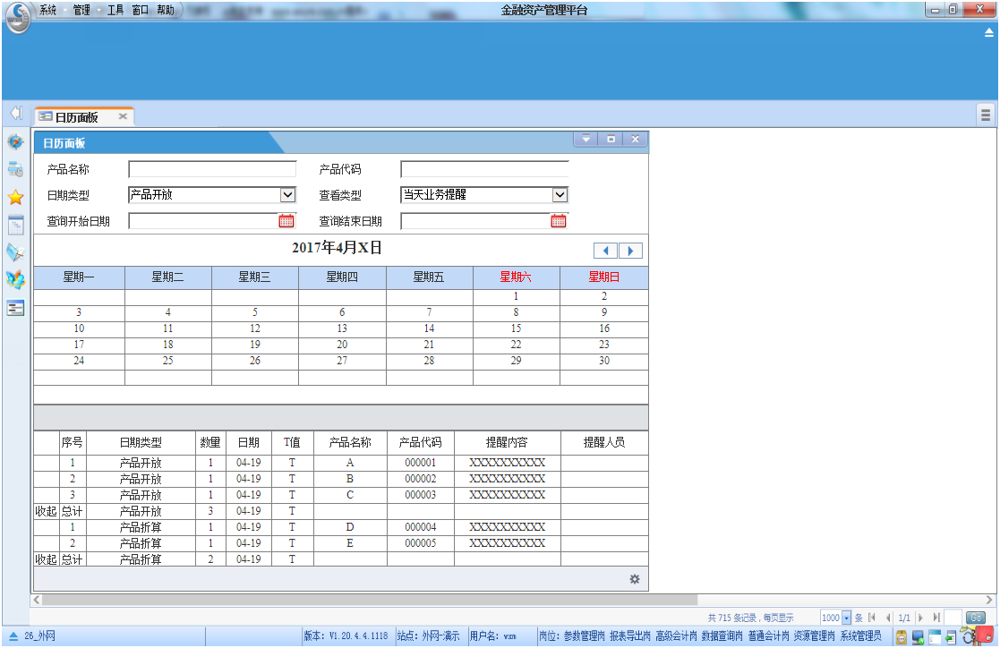 系统 管理 工具 窗口 帮助 金融资产管理平台
日历面板
日历面板
产品名称 产品代码
日期类型 产品开放 查看类型 当天业务提醒
查询开始日期 查询结束日期
2017年4月X日
星期一 星期二 星期三 星期四 星期五 星期六 星期日
1 2
3 4 5 6 7 8 9
10 11 12 13 14 15 16
17 18 19 20 21 22 23
24 25 26 27 28 29 30
序号 日期类型 数量 日期 T值 产品名称 产品代码 提醒内容 提醒人员
1 产品开放 1 04-19 T A 000001 XXXXXXXXXX
2 产品开放 1 04-19 T B 000002 XXXXXXXXXX
3 产品开放 1 04-19 T C 000003 XXXXXXXXXX
收起 总计 产品开放 3 04-19 T
1 产品折算 1 04-19 T D 000004 XXXXXXXXXX
2 产品折算 1 04-19 T E 000005 XXXXXXXXXX
收起 总计 产品折算 2 04-19 T
共 715 条记录，每页显示 1000 条 1/1 Go
26_外网 版本: V1.20.4.4.1118 站点: 外网-演示 用户名: vxm 岗位: 参数管理岗 报表导出岗 高级会计岗 数据查询岗 普通会计岗 资源管理岗 系统管理员